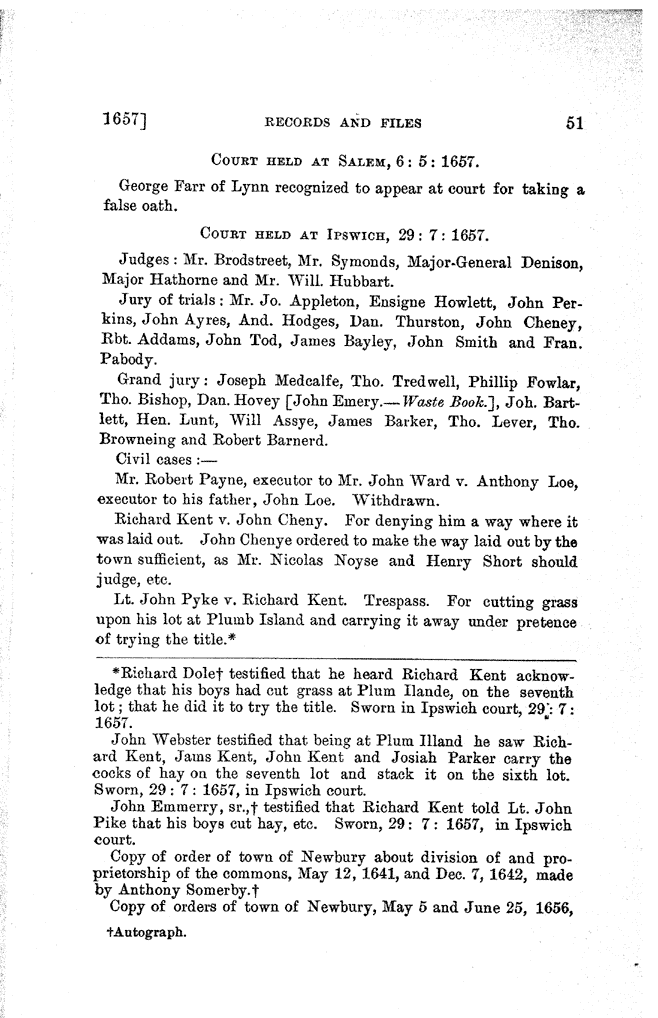 1657]
RECORDS AND FILES
51
COURT HELD AT SALEM, 6: 5: 1657.
George Farr of Lynn recognized to appear at court for taking a
false oath.
COURT HELD AT IPSWICH, 29: 7: 1657.
Judges: Mr. Brodstreet, Mr. Symonds, Major-General Denison,
Major Hathorne and Mr. Will. Hubbart.
Jury of trials: Mr. Jo. Appleton, Ensigne Howlett, John Per-
kins, John Ayres, And. Hodges, Dan. Thurston, John Cheney,
Rbt. Addams, John Tod, James Bayley, John Smith and Fran.
Pabody.
Grand jury: Joseph Medcalfe, Tho. Tredwell, Phillip Fowlar,
Tho. Bishop, Dan. Hovey [John Emery.—Waste Book.], Joh. Bart-
lett, Hen. Lunt, Will Assye, James Barker, Tho. Lever, Tho.
Browneing and Robert Barnerd.
Civil cases:—
Mr. Robert Payne, executor to Mr. John Ward v. Anthony Loe,
executor to his father, John Loe. Withdrawn.
Richard Kent v. John Cheny. For denying him a way where it
was laid out. John Chenye ordered to make the way laid out by the
town sufficient, as Mr. Nicolas Noyse and Henry Short should
judge, etc.
Lt. John Pyke v. Richard Kent. Trespass. For cutting grass
upon his lot at Plumb Island and carrying it away under pretence
of trying the title.*
*Richard Dole† testified that he heard Richard Kent acknow-
ledge that his boys had cut grass at Plum Ilande, on the seventh
lot; that he did it to try the title. Sworn in Ipswich court, 29: 7:
1657.
John Webster testified that being at Plum Illand he saw Rich-
ard Kent, Jams Kent, John Kent and Josiah Parker carry the
cocks of hay on the seventh lot and stack it on the sixth lot.
Sworn, 29: 7: 1657, in Ipswich court.
John Emmerry, sr.,† testified that Richard Kent told Lt. John
Pike that his boys cut hay, etc. Sworn, 29: 7: 1657, in Ipswich
court.
Copy of order of town of Newbury about division of and pro-
prietorship of the commons, May 12, 1641, and Dec. 7, 1642, made
by Anthony Somerby.†
Copy of orders of town of Newbury, May 5 and June 25, 1656,
†Autograph.